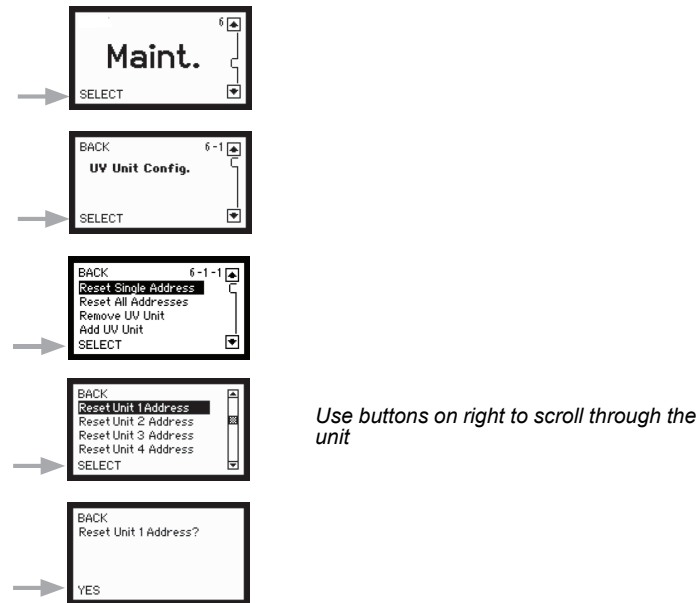 6
Maint.
SELECT
BACK 6-1
UV Unit Config.
SELECT
BACK 6-1-1
Reset Single Address
Reset All Addresses
Remove UV Unit
Add UV Unit
SELECT
BACK
Reset Unit 1Address
Reset Unit 2 Address
Reset Unit 3 Address
Reset Unit 4 Address
SELECT
Use buttons on right to scroll through the
unit
BACK
Reset Unit 1 Address?
YES